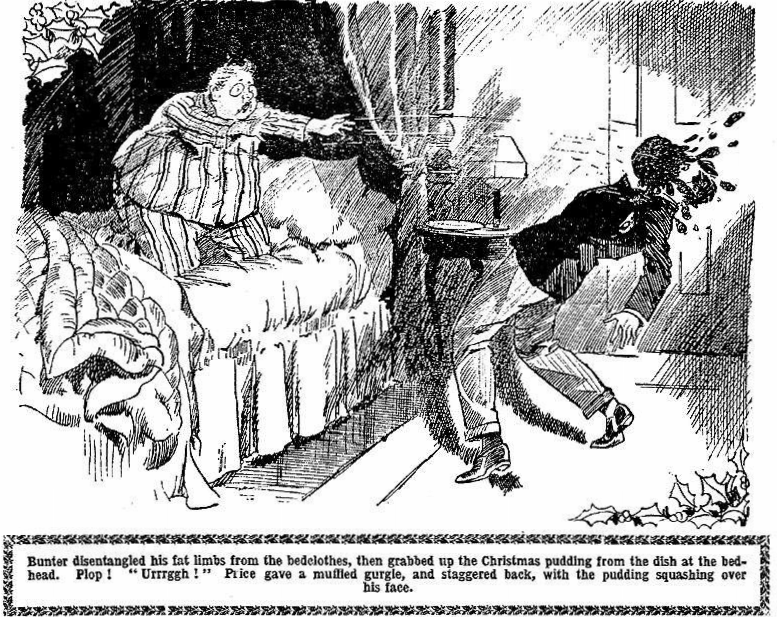 Bunter disentangled his fat limbs from the bedclothes, then grabbed up the Christmas pudding from the dish at the bed-
head. Plop ! "Urrrggh ! " Price gave a muffled gurgle, and staggered back, with the pudding squashing over
his face.